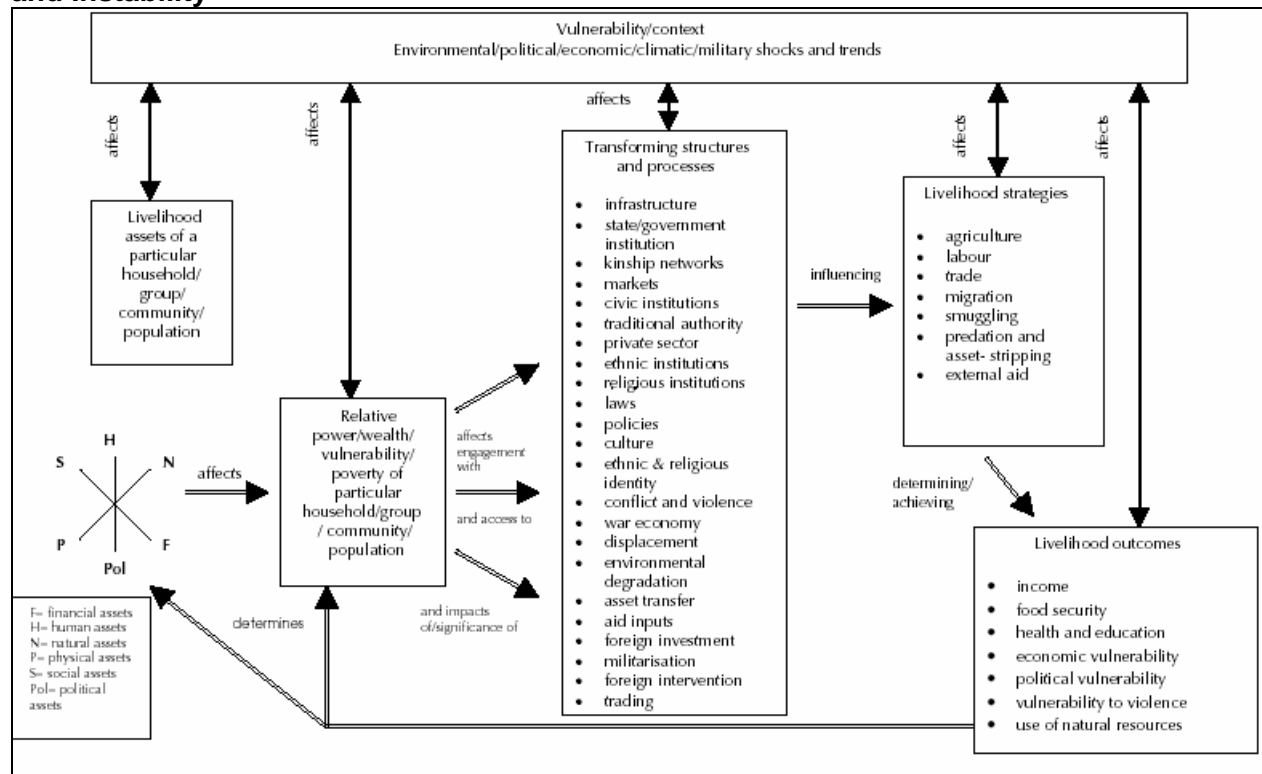 and instability
Vulnerability/context
Environmental/political/economic/climatic/military shocks and trends
affects
affects
affects
affects
affects
Livelihood
assets of a
particular
household/
group/
community/
population
H
S
N
P
F
Pol
F= financial assets
H= human assets
N= natural assets
P= physical assets
S= social assets
Pol= political
assets
affects
Relative
power/wealth/
vulnerability/
poverty of
particular
household/group
/ community/
population
determines
affects
engagement
with
and access to
and impacts
of/significance of
Transforming structures
and processes
• infrastructure
• state/government
institution
• kinship networks
• markets
• civic institutions
• traditional authority
• private sector
• ethnic institutions
• religious institutions
• laws
• policies
• culture
• ethnic & religious
identity
• conflict and violence
• war economy
• displacement
• environmental
degradation
• asset transfer
• aid inputs
• foreign investment
• militarisation
• foreign intervention
• trading
influencing
Livelihood strategies
• agriculture
• labour
• trade
• migration
• smuggling
• predation and
asset- stripping
• external aid
determining/
achieving
Livelihood outcomes
• income
• food security
• health and education
• economic vulnerability
• political vulnerability
• vulnerability to violence
• use of natural resources